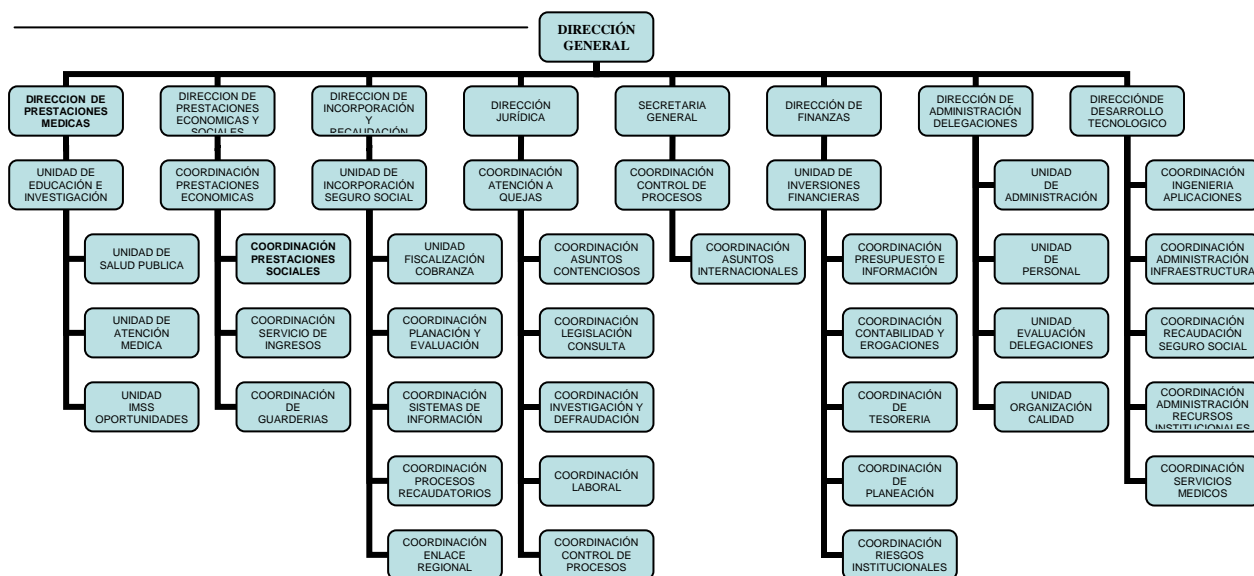 DIRECCIÓN
GENERAL
DIRECCION DE
PRESTACIONES
MEDICAS
DIRECCION DE
PRESTACIONES
ECONOMICAS Y
SOCIALES
DIRECCION DE
INCORPORACIÓN
Y
RECAUDACIÓN
DIRECCIÓN
JURÍDICA
SECRETARIA
GENERAL
DIRECCIÓN DE
FINANZAS
DIRECCIÓN DE
ADMINISTRACIÓN
DELEGACIONES
DIRECCIÓNDE
DESARROLLO
TECNOLOGICO
UNIDAD DE
EDUCACIÓN E
INVESTIGACIÓN
COORDINACIÓN
PRESTACIONES
ECONOMICAS
UNIDAD DE
INCORPORACIÓN
SEGURO SOCIAL
COORDINACIÓN
ATENCIÓN A
QUEJAS
COORDINACIÓN
CONTROL DE
PROCESOS
UNIDAD DE
INVERSIONES
FINANCIERAS
UNIDAD
DE
ADMINISTRACIÓN
COORDINACIÓN
INGENIERIA
APLICACIONES
UNIDAD DE
SALUD PUBLICA
COORDINACIÓN
PRESTACIONES
SOCIALES
UNIDAD
FISCALIZACIÓN
COBRANZA
COORDINACIÓN
ASUNTOS
CONTENCIOSOS
COORDINACIÓN
ASUNTOS
INTERNACIONALES
COORDINACIÓN
PRESUPUESTO E
INFORMACIÓN
UNIDAD
DE
PERSONAL
COORDINACIÓN
ADMINISTRACIÓN
INFRAESTRUCTURA
UNIDAD DE
ATENCIÓN
MEDICA
COORDINACIÓN
SERVICIO DE
INGRESOS
COORDINACIÓN
PLANACIÓN Y
EVALUACIÓN
COORDINACIÓN
LEGISLACIÓN
CONSULTA
COORDINACIÓN
CONTABILIDAD Y
EROGACIONES
UNIDAD
EVALUACIÓN
DELEGACIONES
COORDINACIÓN
RECAUDACIÓN
SEGURO SOCIAL
UNIDAD
IMSS
OPORTUNIDADES
COORDINACIÓN
DE
GUARDERIAS
COORDINACIÓN
SISTEMAS DE
INFORMACIÓN
COORDINACIÓN
INVESTIGACIÓN Y
DEFRAUDACIÓN
COORDINACIÓN
DE
TESORERIA
UNIDAD
ORGANIZACIÓN
CALIDAD
COORDINACIÓN
ADMINISTRACIÓN
RECURSOS
INSTITUCIONALES
COORDINACIÓN
PROCESOS
RECAUDATORIOS
COORDINACIÓN
LABORAL
COORDINACIÓN
DE
PLANEACIÓN
COORDINACIÓN
SERVICIOS
MEDICOS
COORDINACIÓN
ENLACE
REGIONAL
COORDINACIÓN
CONTROL DE
PROCESOS
COORDINACIÓN
RIESGOS
INSTITUCIONALES